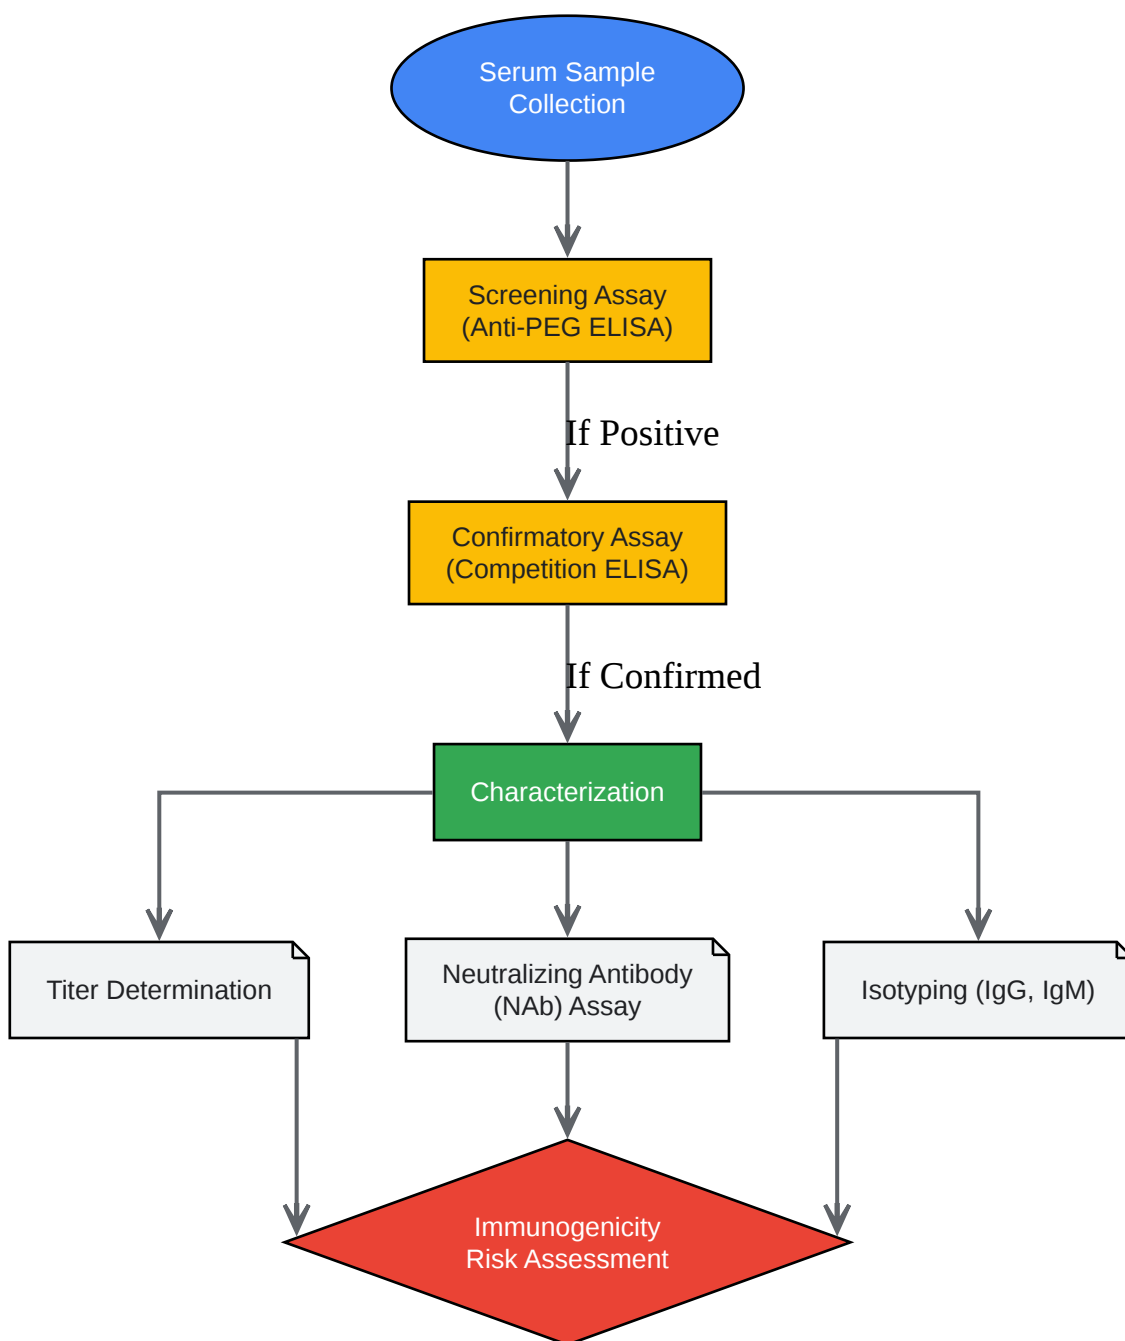 Serum Sample
Collection
Screening Assay
(Anti-PEG ELISA)
If Positive
Confirmatory Assay
(Competition ELISA)
If Confirmed
Characterization
Titer Determination
Neutralizing Antibody
(NAb) Assay
Isotyping (IgG, IgM)
Immunogenicity
Risk Assessment